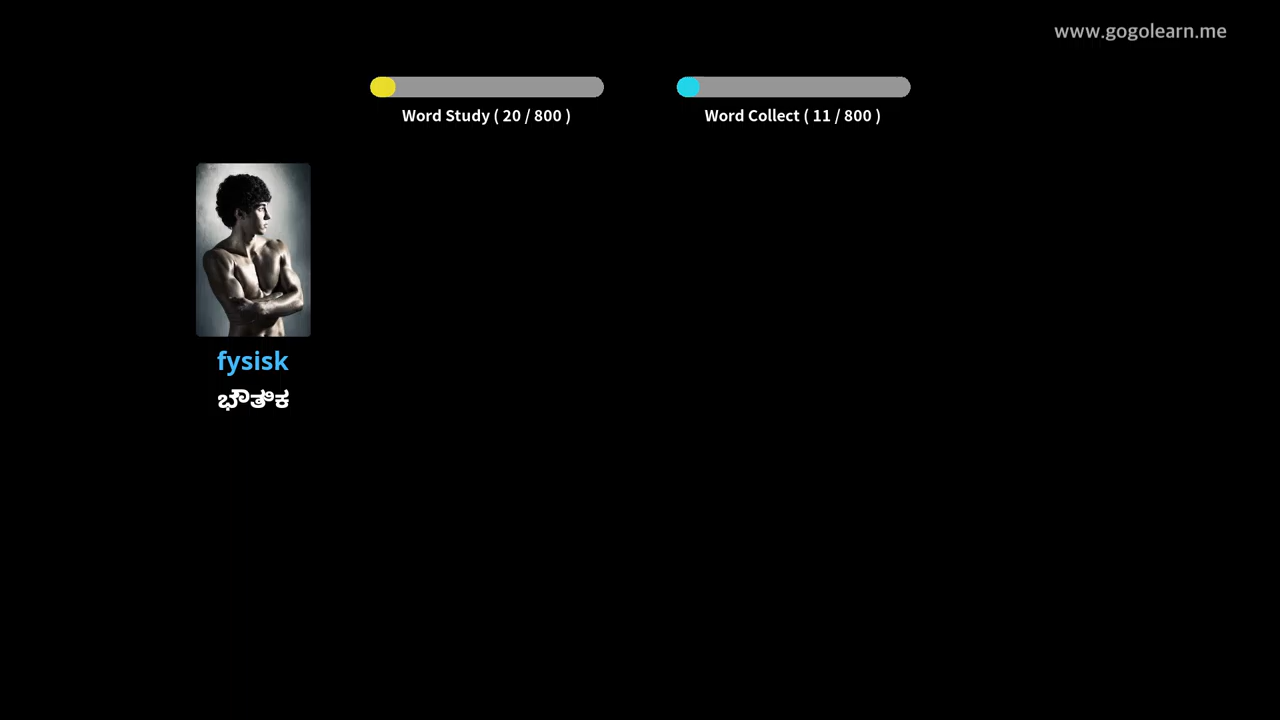 www.gogolearn.me
Word Study ( 20 / 800 )
Word Collect ( 11 / 800 )
fysisk
ಭೌತಿಕ